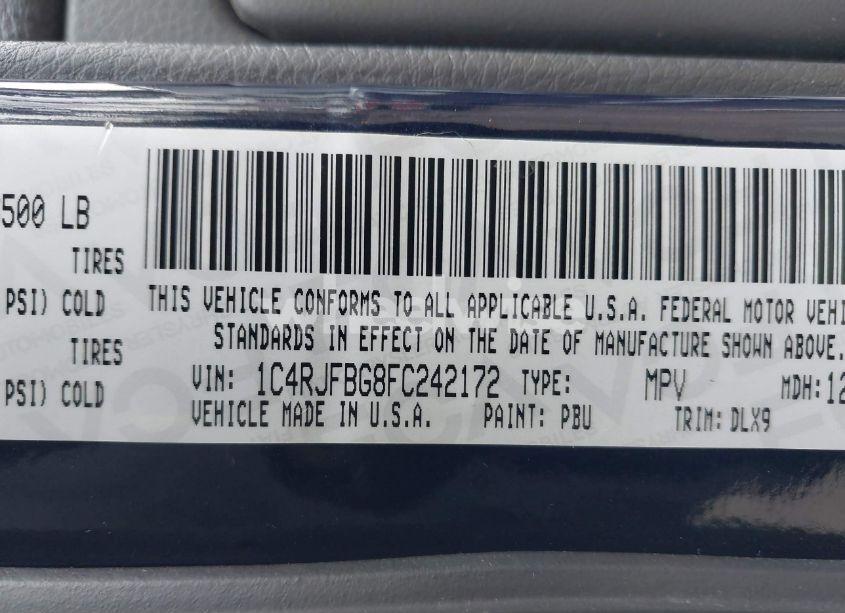 500 LB
TIRES
PSI) COLD
THIS VEHICLE CONFORMS TO ALL APPLICABLE U.S.A. FEDERAL MOTOR VEHI
STANDARDS IN EFFECT ON THE DATE OF MANUFACTURE SHOWN ABOVE.
TIRES
PSI) COLD
VIN: 1C4RJFBG8FC242172 TYPE: MPV MDH:12
VEHICLE MADE IN U.S.A. PAINT: PBU TRIM: DLX9